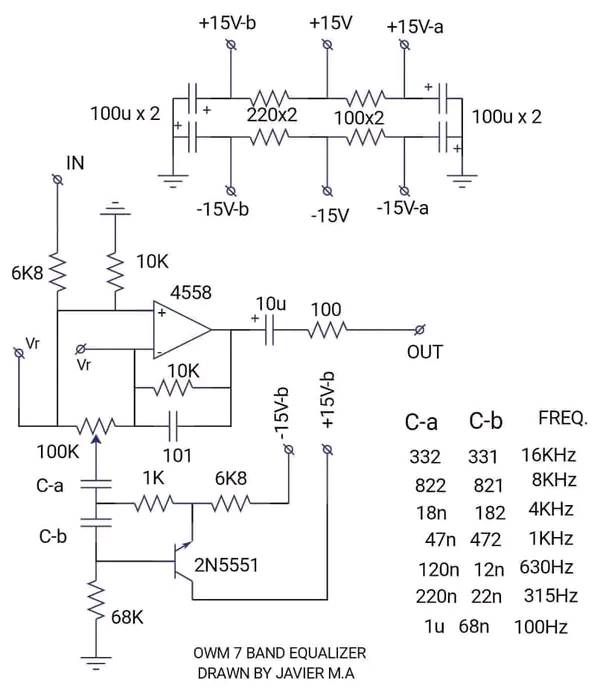 +15V-b +15V +15V-a
100u x 2 + 220x2 100x2 + 100u x 2
+ +
-15V-b -15V -15V-a
IN
6K8 10K
4558
+ 10u 100
+
-
Vr Vr
OUT
10K
100K 101
-15V-b +15V-b
C-a 1K 6K8
C-b
2N5551
68K
C-a C-b FREQ.
332 331 16KHz
822 821 8KHz
18n 182 4KHz
47n 472 1KHz
120n 12n 630Hz
220n 22n 315Hz
1u 68n 100Hz
OWM 7 BAND EQUALIZER
DRAWN BY JAVIER M.A